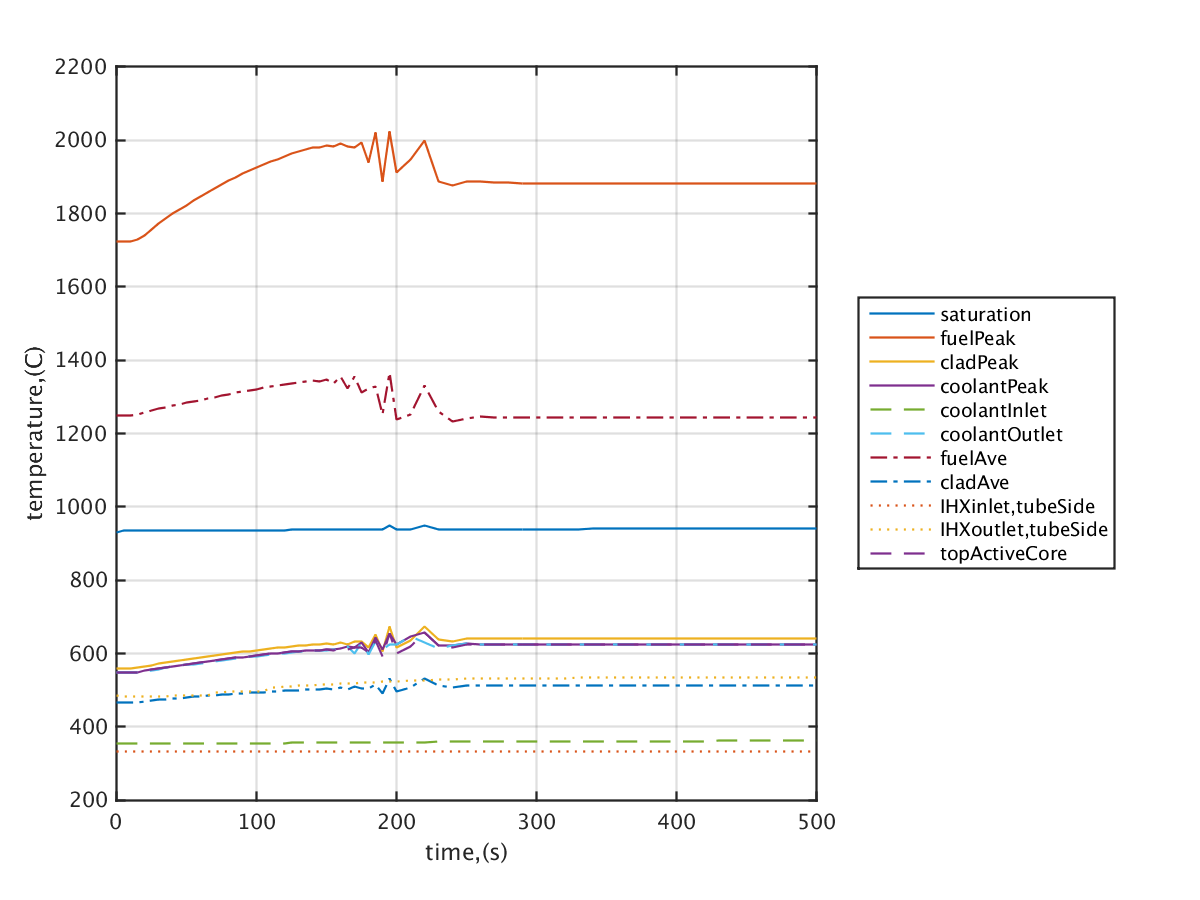 2200
2000
1800
1600
1400
1200
1000
800
600
400
200
temperature,(C)
0 100 200 300 400 500
time,(s)
saturation
fuelPeak
cladPeak
coolantPeak
coolantInlet
coolantOutlet
fuelAve
cladAve
IHXinlet,tubeSide
IHXoutlet,tubeSide
topActiveCore